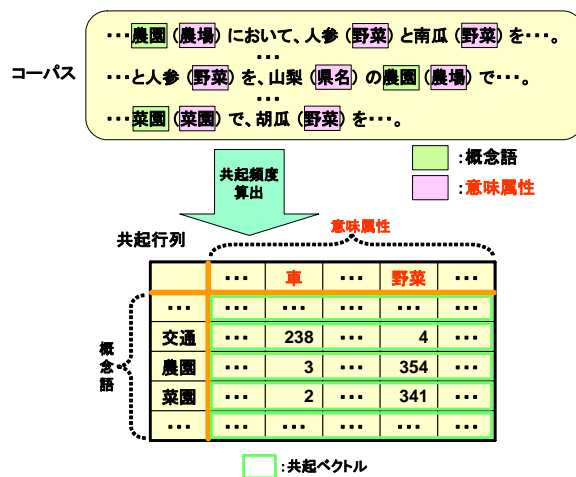 ・・・農園(農場)において、人参(野菜)と南瓜(野菜)を・・・。
・・・
コーパス
・・・と人参(野菜)を、山梨(県名)の農園(農場)で・・・。
・・・
・・・菜園(菜園)で、胡瓜(野菜)を・・・。
:概念語
:意味属性
共起頻度
算出
意味属性
共起行列
・・・ 車 ・・・ 野菜 ・・・
・・・ ・・・ ・・・ ・・・ ・・・ ・・・
交通 ・・・ 238 ・・・ 4 ・・・
農園 ・・・ 3 ・・・ 354 ・・・
菜園 ・・・ 2 ・・・ 341 ・・・
・・・ ・・・ ・・・ ・・・ ・・・ ・・・
概念語
:共起ベクトル